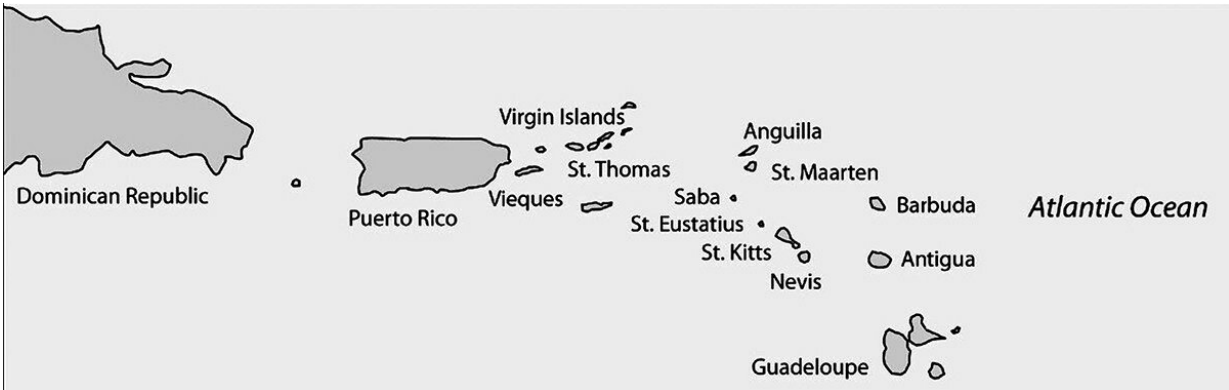 Virgin Islands
Anguilla
St. Thomas
St. Maarten
Dominican Republic
Vieques
Saba
Barbuda
Atlantic Ocean
Puerto Rico
St. Eustatius
St. Kitts
Antigua
Nevis
Guadeloupe